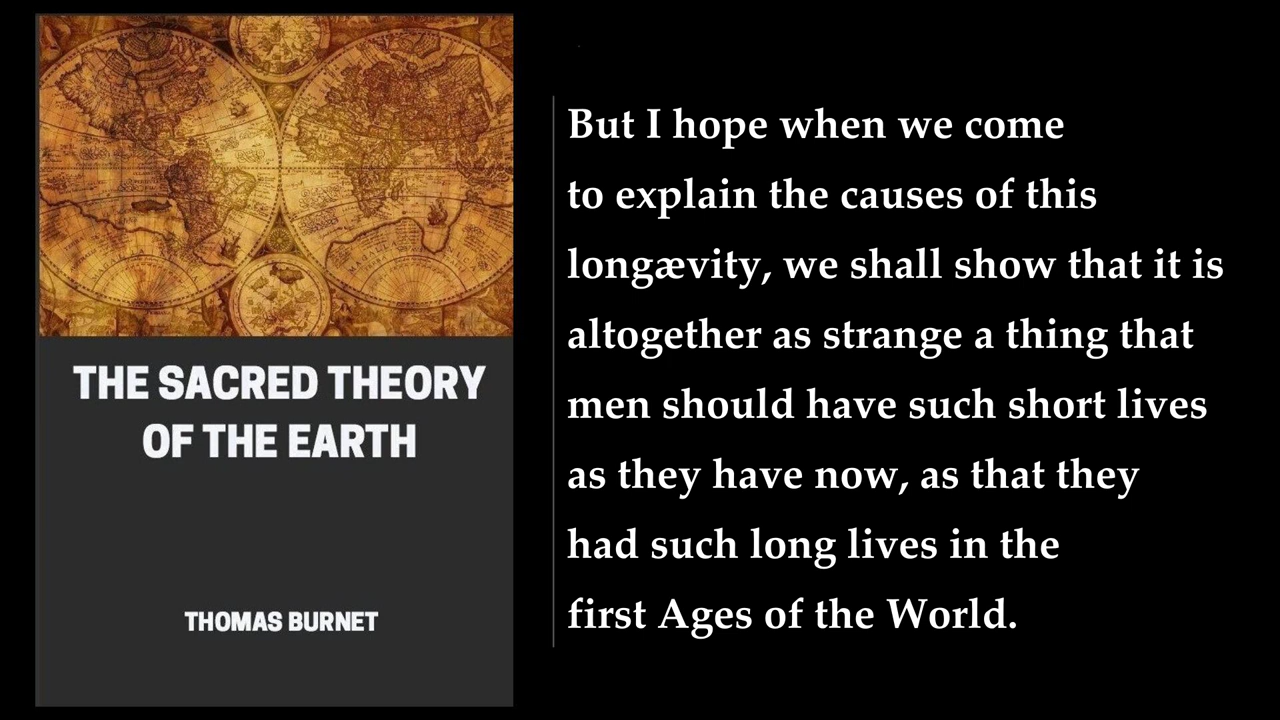 THE SACRED THEORY
OF THE EARTH
THOMAS BURNET
But I hope when we come
to explain the causes of this
longævity, we shall show that it is
altogether as strange a thing that
men should have such short lives
as they have now, as that they
had such long lives in the
first Ages of the World.